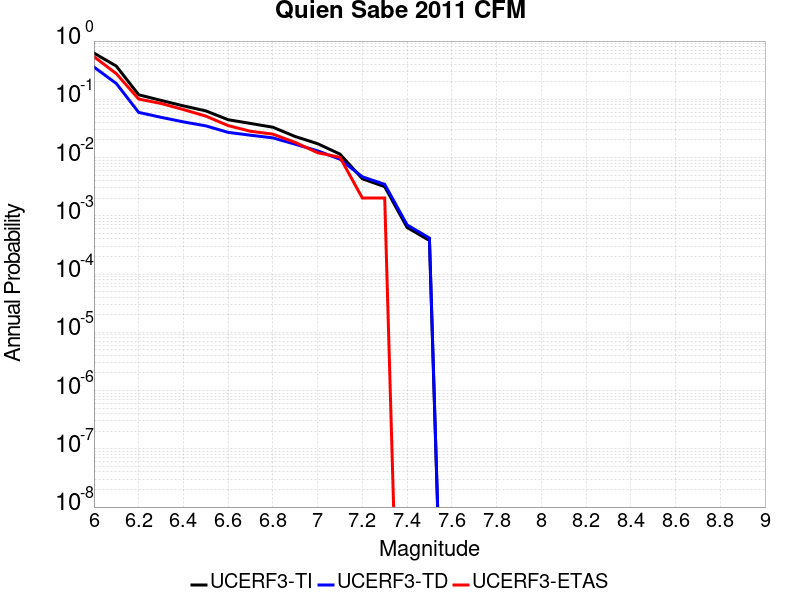 Quien Sabe 2011 CFM
10^0
10^-1
10^-2
10^-3
10^-4
10^-5
10^-6
10^-7
10^-8
Annual Probability
6 6.2 6.4 6.6 6.8 7 7.2 7.4 7.6 7.8 8 8.2 8.4 8.6 8.8 9
Magnitude
UCERF3-TI UCERF3-TD UCERF3-ETAS